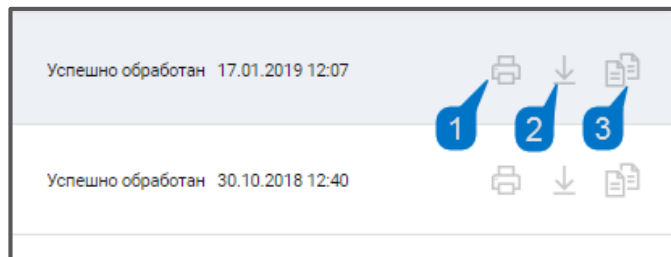 Успешно обработан 17.01.2019 12:07
1 2 3
Успешно обработан 30.10.2018 12:40